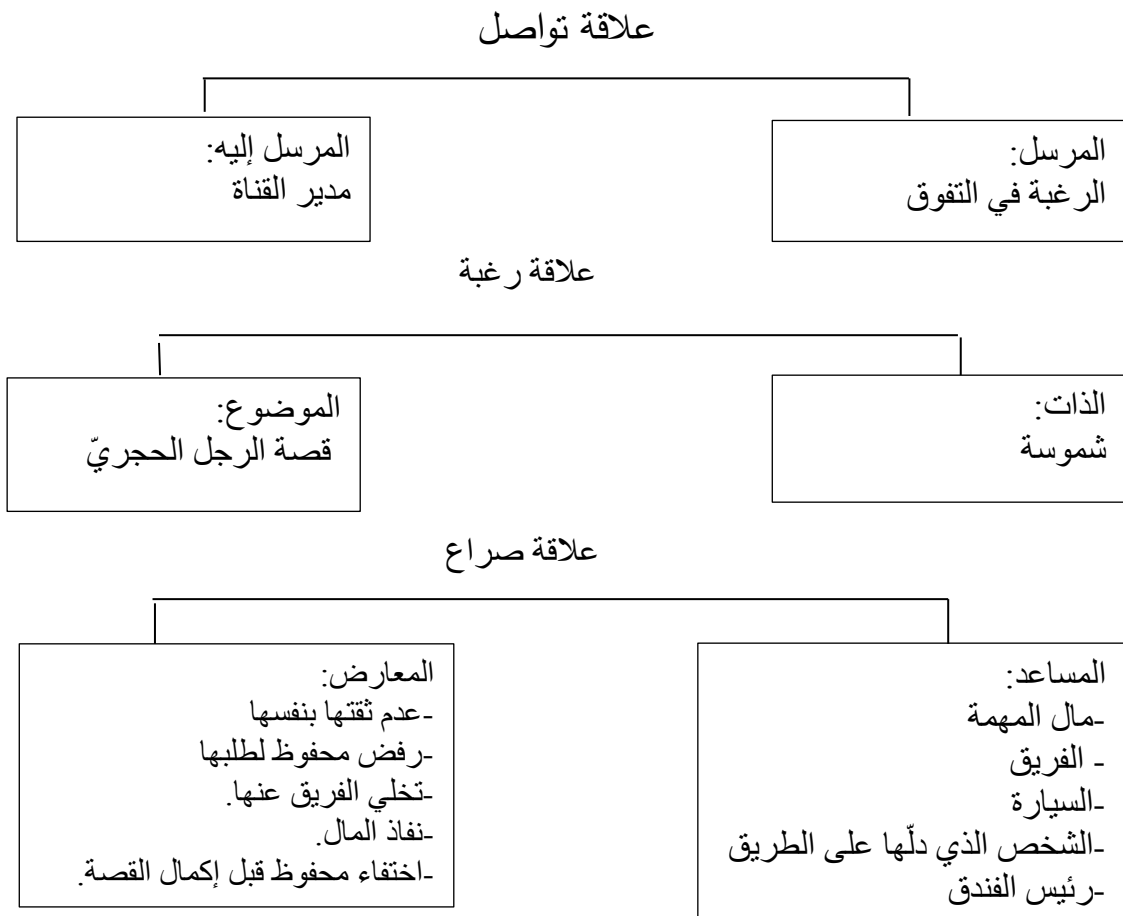 علاقة تواصل
المرسل:
الرغبة في التفوق
المرسل إليه:
مدير القناة
علاقة رغبة
الذات:
شموسة
الموضوع:
قصة الرجل الحجريّ
علاقة صراع
المساعد:
-مال المهمة
- الفريق
-السيارة
-الشخص الذي دلّها على الطريق
-رئيس الفندق
المعارض:
-عدم ثقتها بنفسها
-رفض محفوظ لطلبها
-تخلي الفريق عنها.
-نفاذ المال.
-اختفاء محفوظ قبل إكمال القصة.